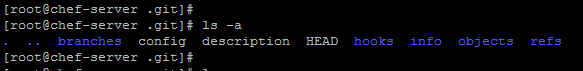 [root@chef-server .git]#
[root@chef-server .git]# ls -a
. .. branches config description HEAD hooks info objects refs
[root@chef-server .git]#